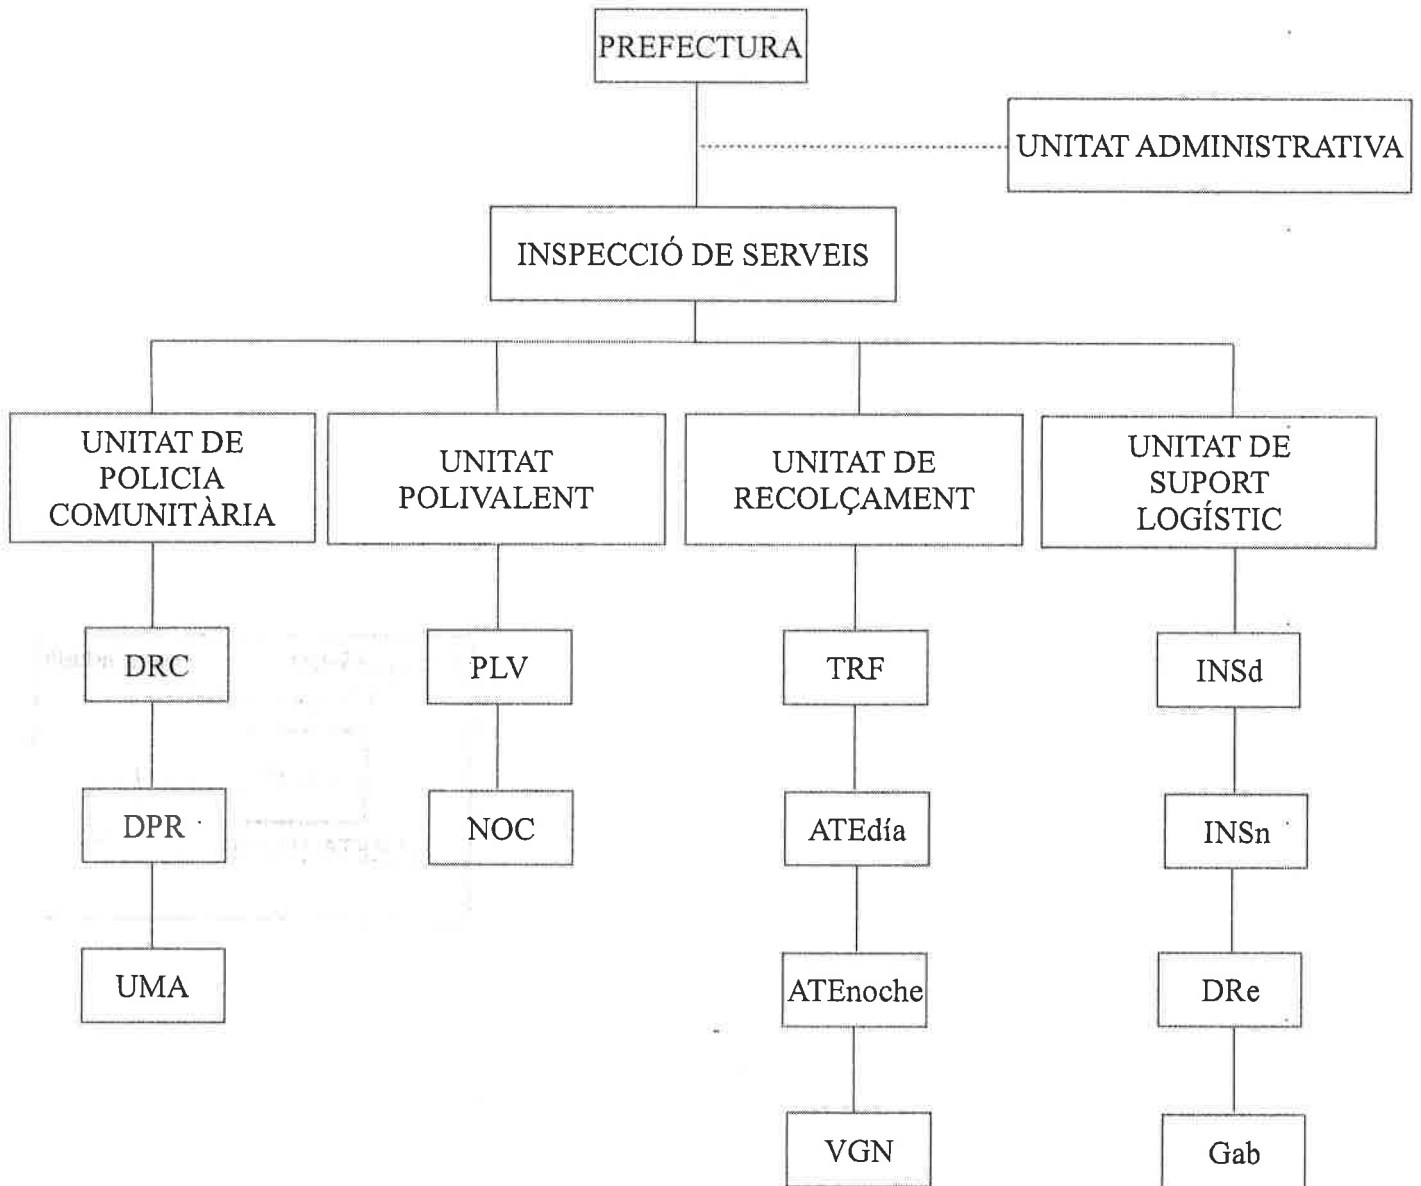 PREFECTURA
UNITAT ADMINISTRATIVA
INSPECCIÓ DE SERVEIS
UNITAT DE
POLICIA
COMUNITÀRIA
UNITAT
POLIVALENT
UNITAT DE
RECOLÇAMENT
UNITAT DE
SUPORT
LOGÍSTIC
DRC
PLV
TRF
INSd
DPR
NOC
ATEdía
INSn
UMA
ATEnoche
DRe
VGN
Gab